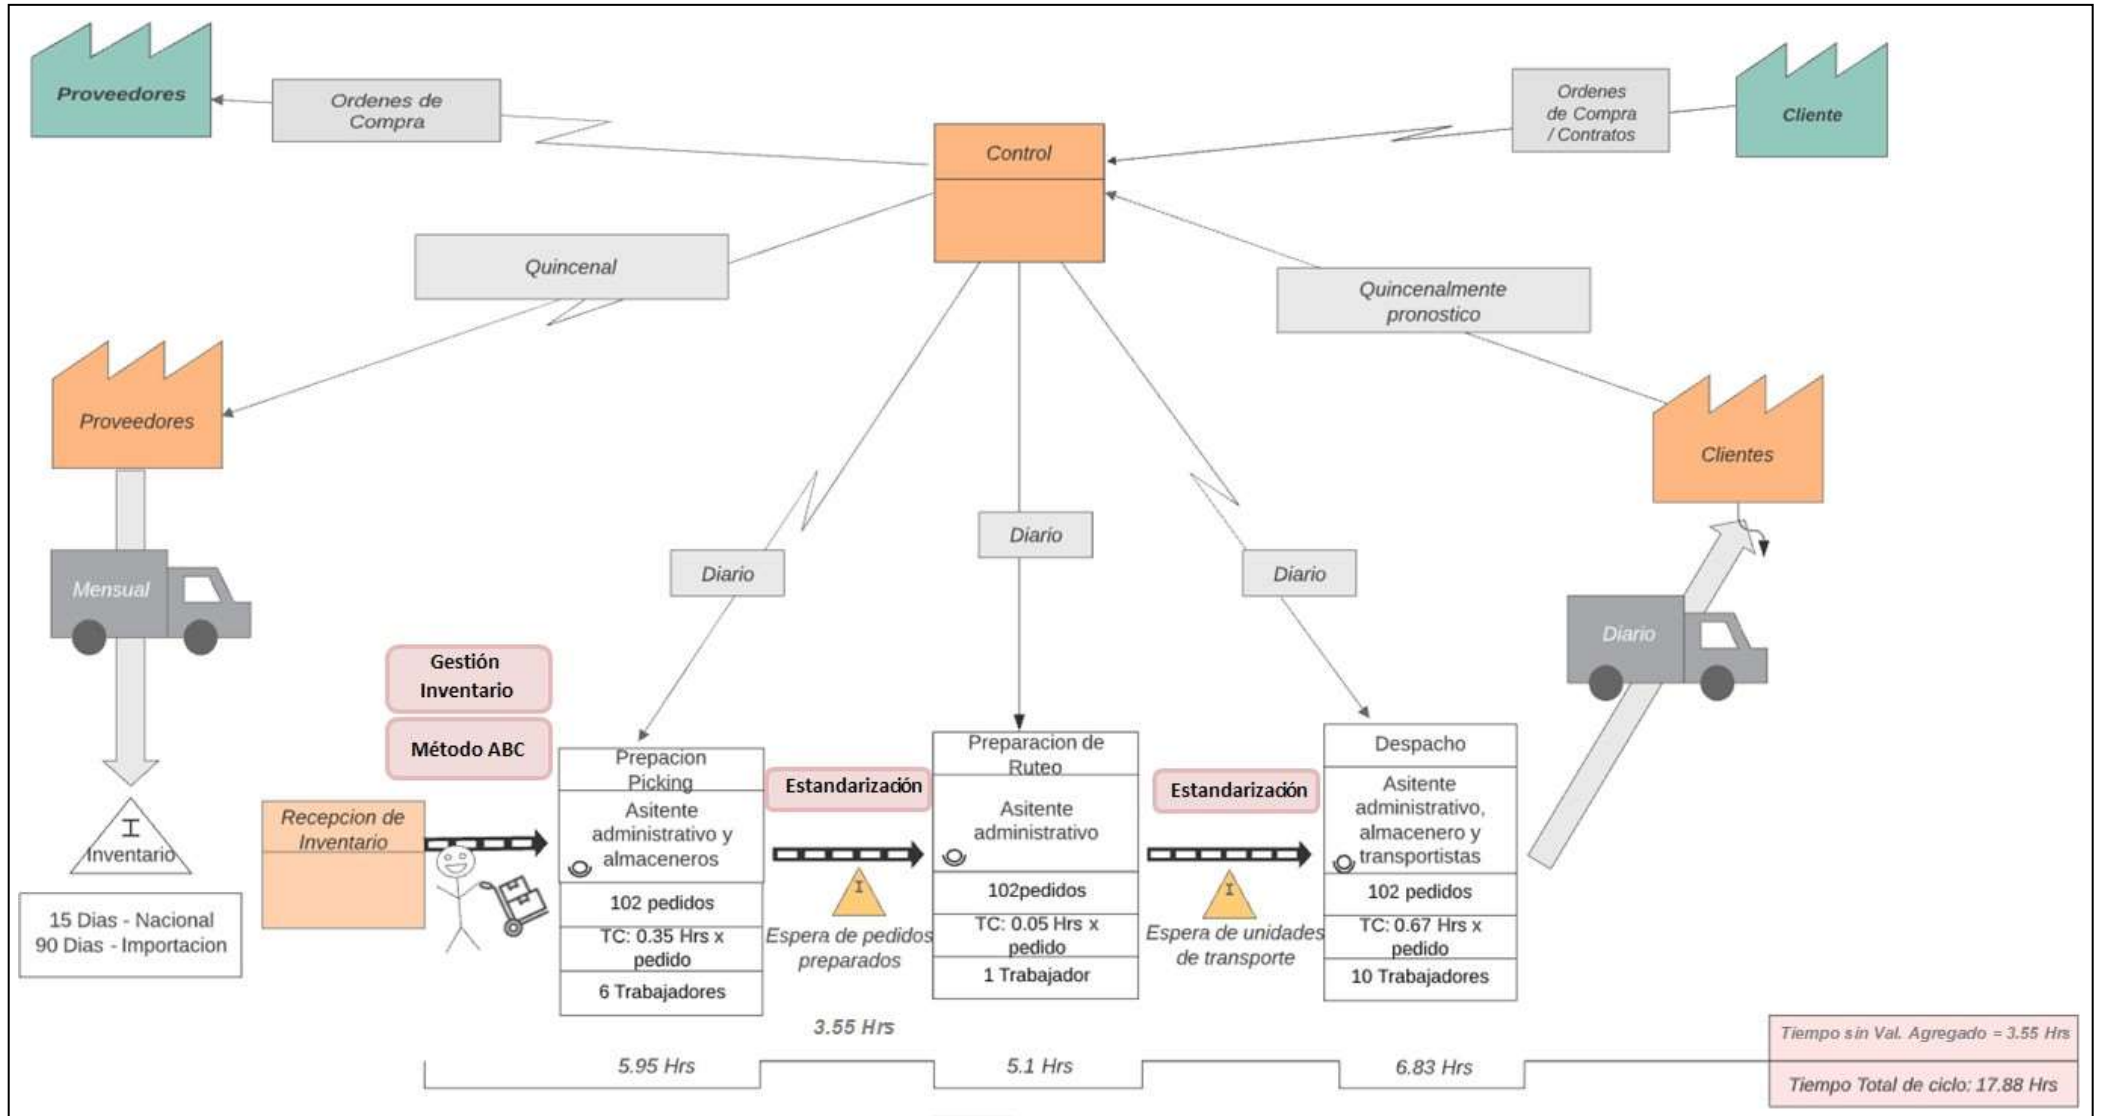 Proveedores
Ordenes de
Compra
Control
Ordenes
de Compra
/ Contratos
Cliente
Quincenal
Quincenalmente
pronostico
Proveedores
Clientes
Mensual
Diario
Diario
Diario
Diario
Gestión
Inventario
Método ABC
I
Inventario
15 Dias - Nacional
90 Dias - Importacion
Recepcion de
Inventario
Prepacion
Picking
Asitente
administrativo y
almaceneros
102 pedidos
TC: 0.35 Hrs x
pedido
6 Trabajadores
Estandarización
I
Espera de pedidos
preparados
Preparacion de
Ruteo
Asitente
administrativo
102pedidos
TC: 0.05 Hrs x
pedido
1 Trabajador
Estandarización
I
Espera de unidades
de transporte
Despacho
Asitente
administrativo,
almacenero y
transportistas
102 pedidos
TC: 0.67 Hrs x
pedido
10 Trabajadores
3.55 Hrs
5.95 Hrs
5.1 Hrs
6.83 Hrs
Tiempo sin Val. Agregado = 3.55 Hrs
Tiempo Total de ciclo: 17.88 Hrs